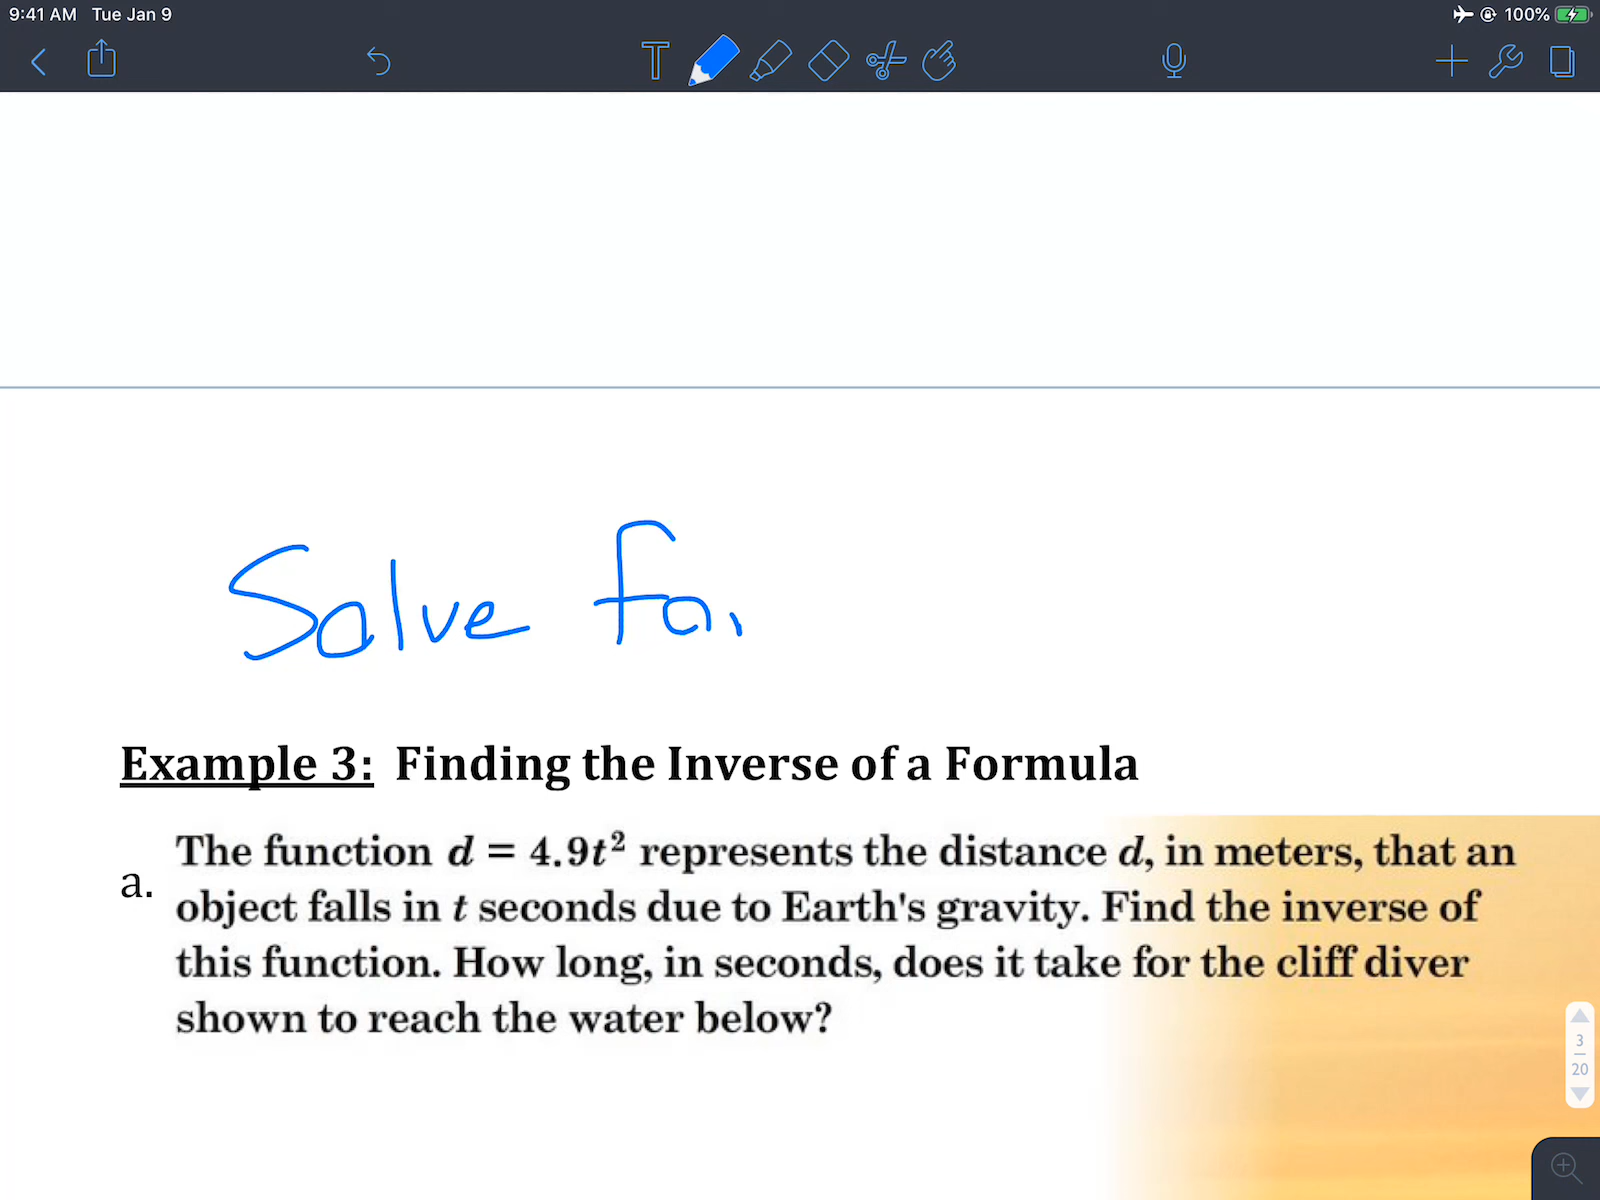 9:41 AM Tue Jan 9 100%
T
Solve for
Example 3: Finding the Inverse of a Formula
a. The function d = 4.9t² represents the distance d, in meters, that an
object falls in t seconds due to Earth's gravity. Find the inverse of
this function. How long, in seconds, does it take for the cliff diver
shown to reach the water below?
3
20